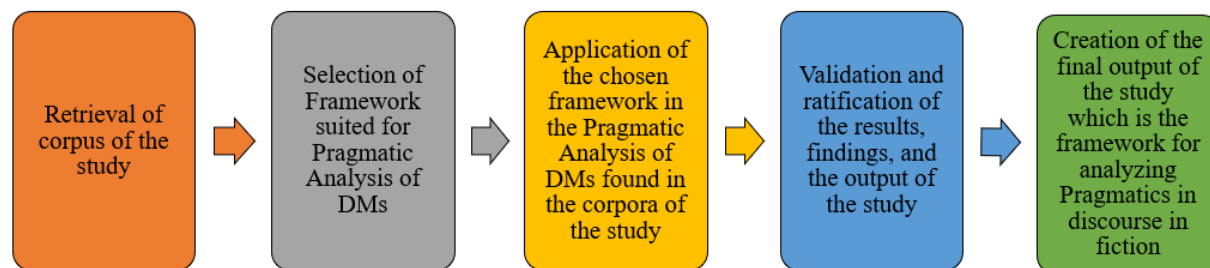 Retrieval of
corpus of the
study
Selection of
Framework
suited for
Pragmatic
Analysis of
DMs
Application of
the chosen
framework in
the Pragmatic
Analysis of
DMs found in
the corpora of
the study
Validation and
ratification of
the results,
findings, and
the output of
the study
Creation of the
final output of
the study
which is the
framework for
analyzing
Pragmatics in
discourse in
fiction